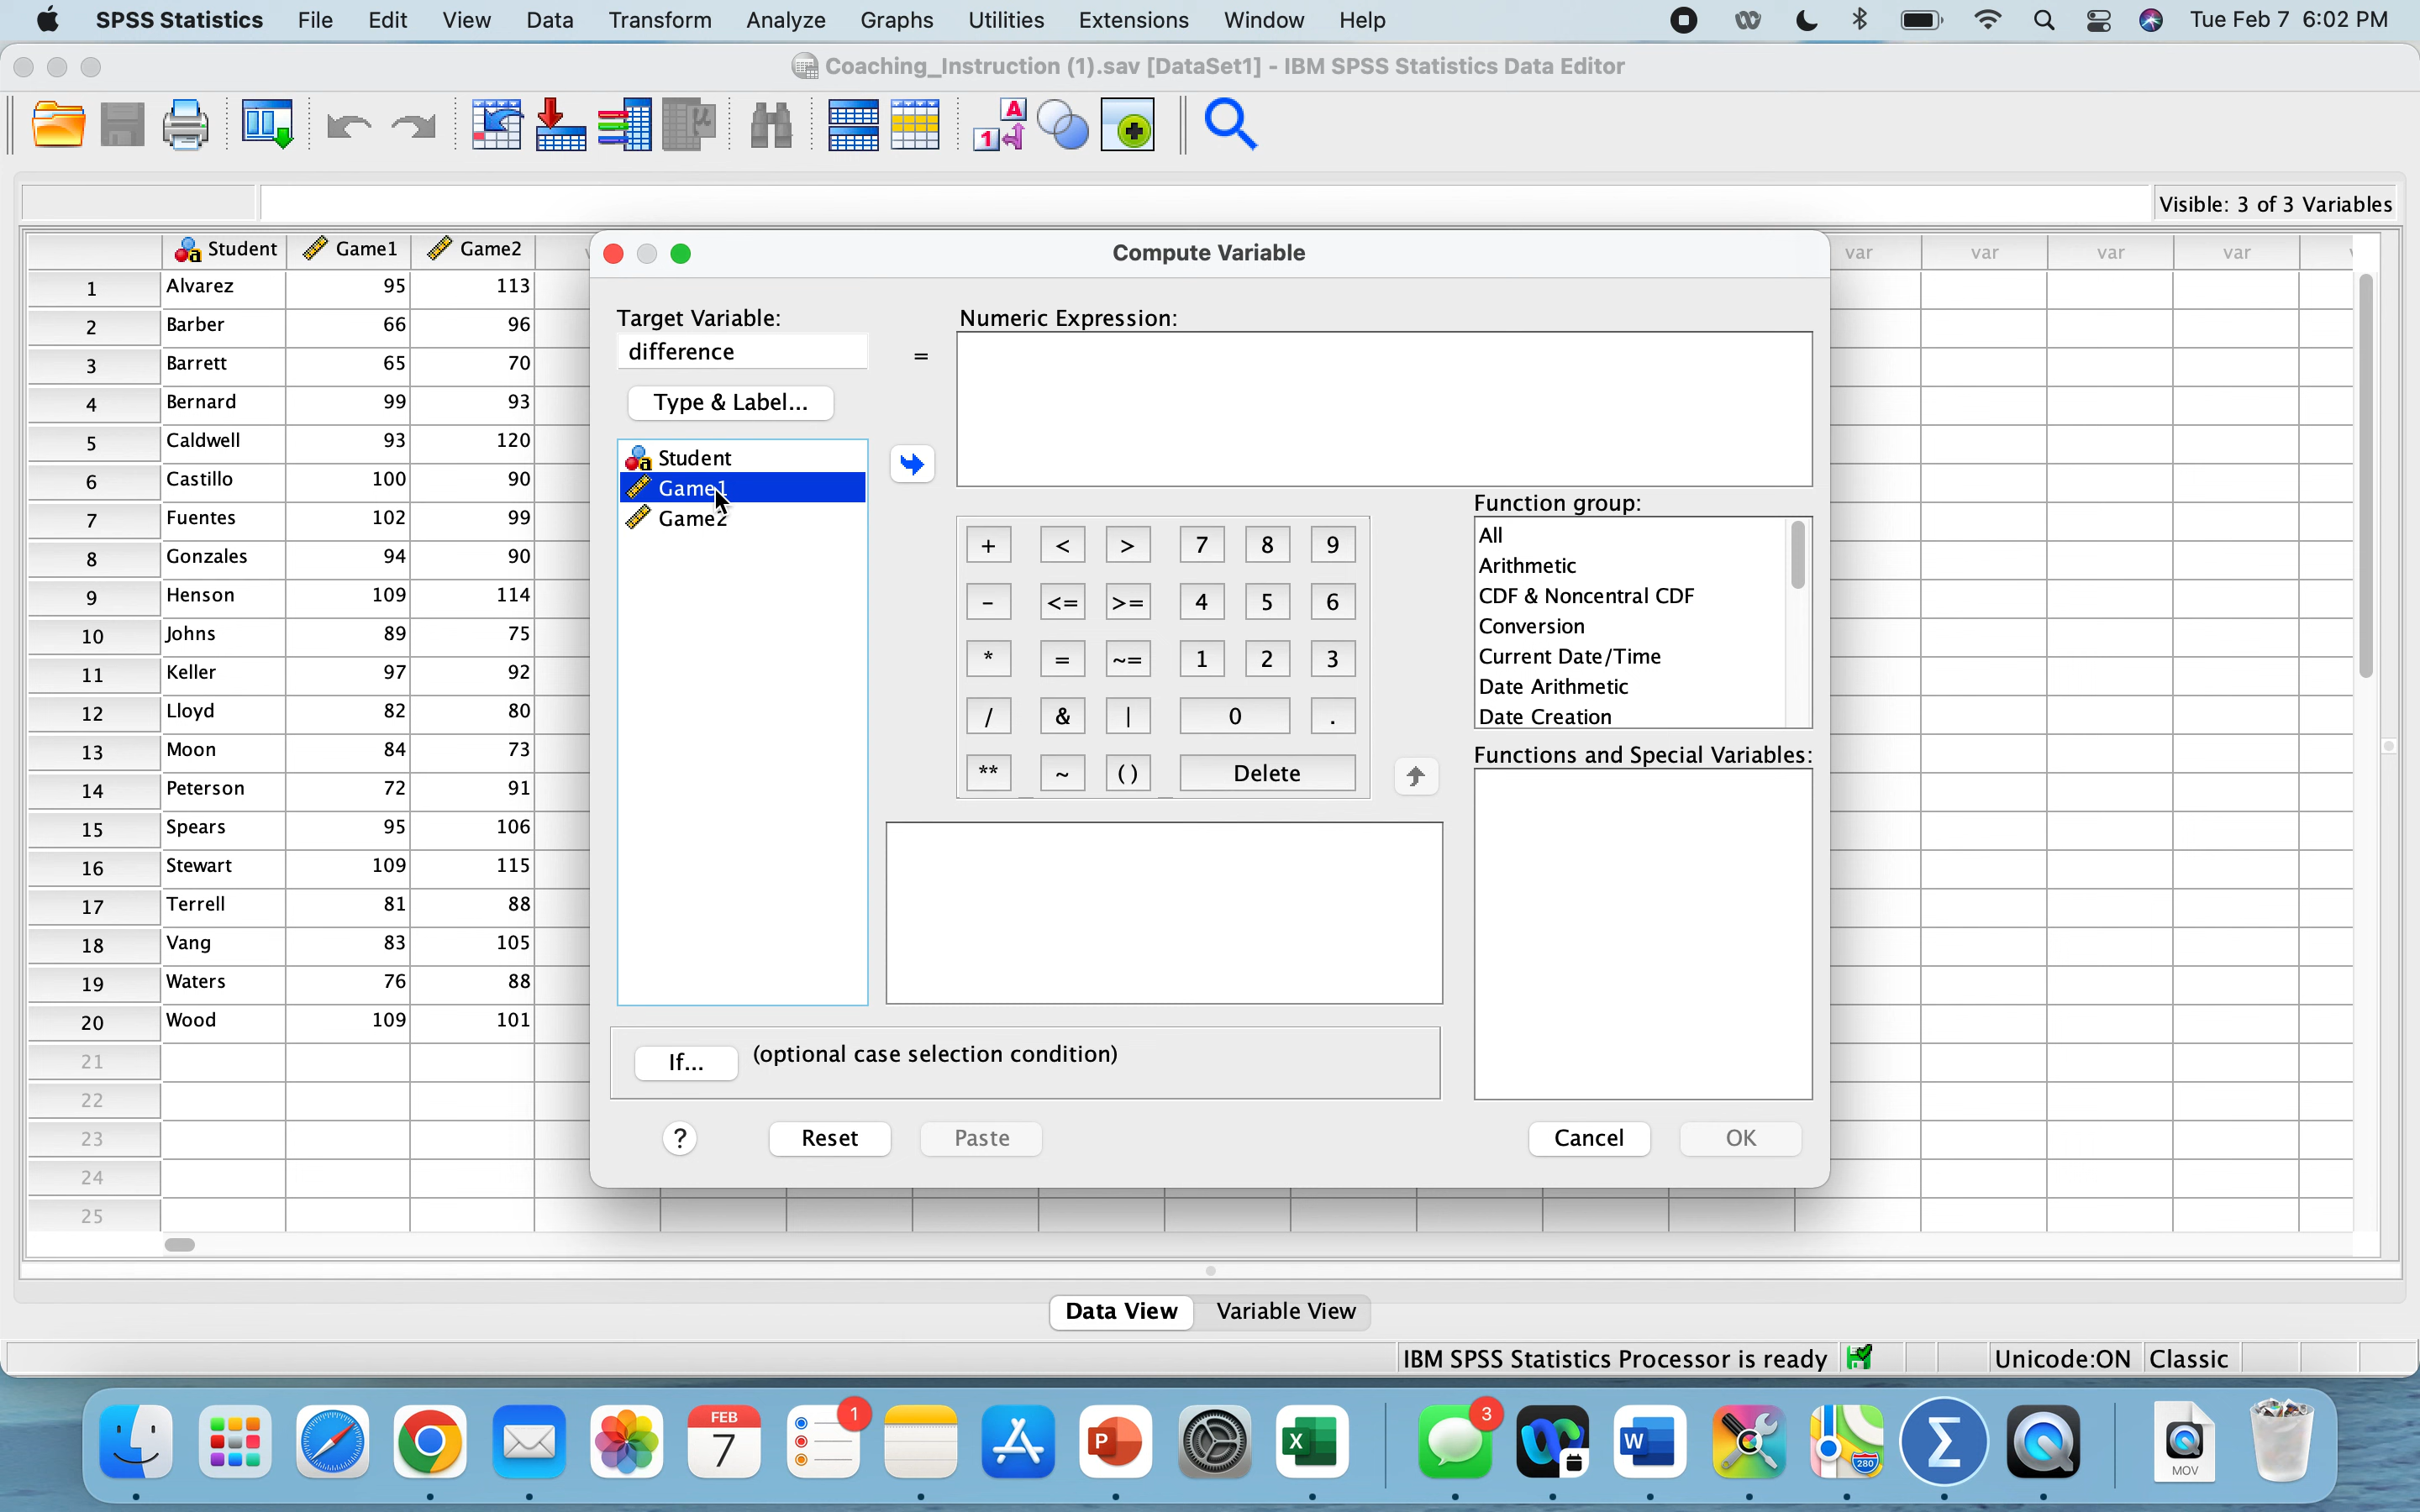 SPSS Statistics File Edit View Data Transform Analyze Graphs Utilities Extensions Window Help Tue Feb 7 6:02 PM
Coaching_Instruction (1).sav [DataSet1] - IBM SPSS Statistics Data Editor
Visible: 3 of 3 Variables
Student Game1 Game2 var var var var
1 Alvarez 95 113
2 Barber 66 96
3 Barrett 65 70
4 Bernard 99 93
5 Caldwell 93 120
6 Castillo 100 90
7 Fuentes 102 99
8 Gonzales 94 90
9 Henson 109 114
10 Johns 89 75
11 Keller 97 92
12 Lloyd 82 80
13 Moon 84 73
14 Peterson 72 91
15 Spears 95 106
16 Stewart 109 115
17 Terrell 81 88
18 Vang 83 105
19 Waters 76 88
20 Wood 109 101
21
22
23
24
25
Compute Variable
Target Variable:
difference
=
Numeric Expression:
Type & Label...
Student
Game1
Game2
+ < > 7 8 9
- <= >= 4 5 6
* = ~= 1 2 3
/ & | 0 .
** ~ () Delete
Function group:
All
Arithmetic
CDF & Noncentral CDF
Conversion
Current Date/Time
Date Arithmetic
Date Creation
Functions and Special Variables:
If... (optional case selection condition)
? Reset Paste Cancel OK
Data View Variable View
IBM SPSS Statistics Processor is ready Unicode:ON Classic
FEB
7
1
P
X
3
W
280
Σ
MOV